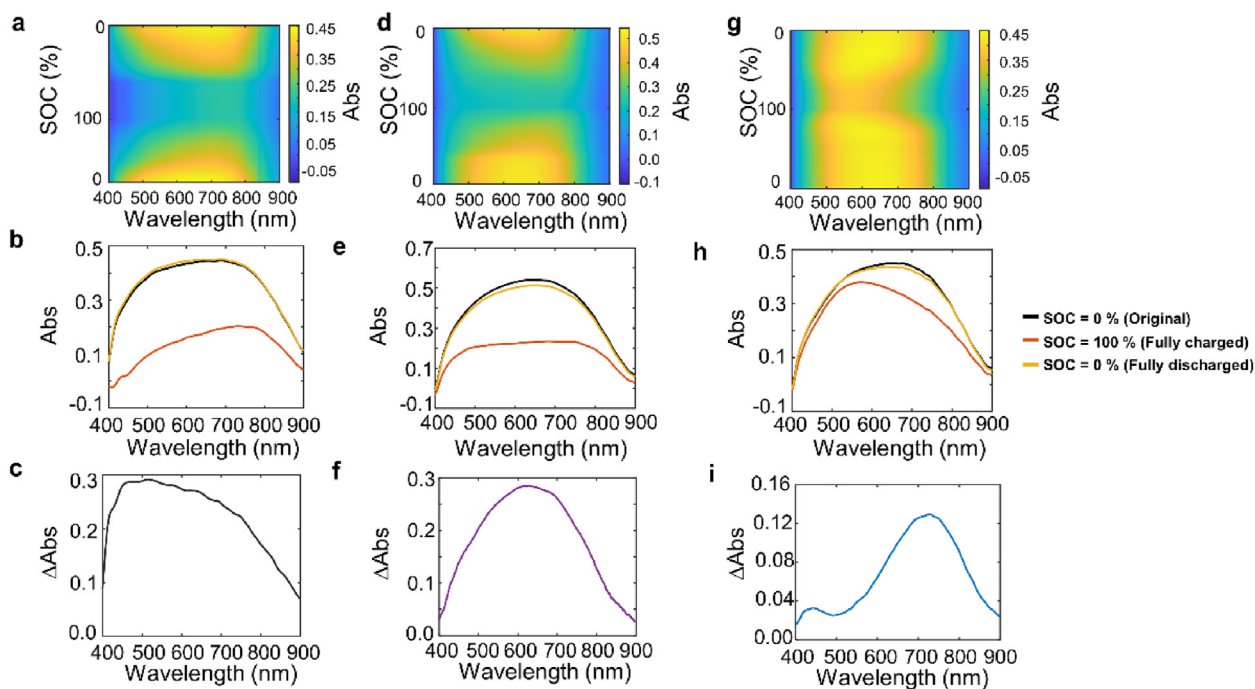 a
0
100
0
SOC (%)
400 500 600 700 800 900
Wavelength (nm)
0.45
0.35
0.25
0.15
0.05
-0.05
Abs
d
0
100
0
SOC (%)
400 500 600 700 800 900
Wavelength (nm)
0.5
0.4
0.3
0.2
0.1
0.0
-0.1
Abs
g
0
100
0
SOC (%)
400 500 600 700 800 900
Wavelength (nm)
0.45
0.35
0.25
0.15
0.05
-0.05
Abs
b
0.5
0.3
0.1
-0.1
Abs
400 500 600 700 800 900
Wavelength (nm)
e
0.7
0.5
0.3
0.1
-0.1
Abs
400 500 600 700 800 900
Wavelength (nm)
h
0.5
0.3
0.1
-0.1
Abs
400 500 600 700 800 900
Wavelength (nm)
SOC = 0 % (Original)
SOC = 100 % (Fully charged)
SOC = 0 % (Fully discharged)
c
0.3
0.2
0.1
0.0
ΔAbs
400 500 600 700 800 900
Wavelength (nm)
f
0.3
0.2
0.1
0.0
ΔAbs
400 500 600 700 800 900
Wavelength (nm)
i
0.16
0.12
0.08
0.04
0.00
ΔAbs
400 500 600 700 800 900
Wavelength (nm)